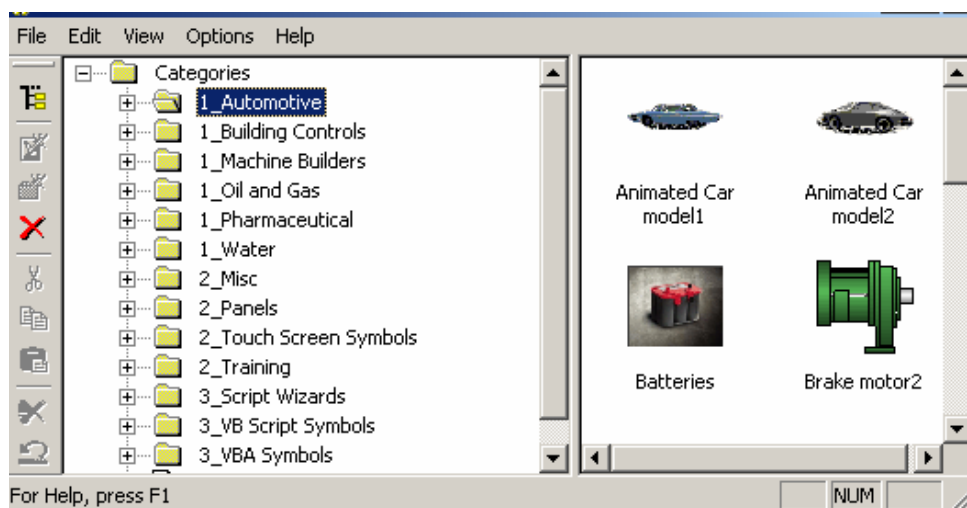 File Edit View Options Help
Categories
1_Automotive
1_Building Controls
1_Machine Builders
1_Oil and Gas
1_Pharmaceutical
1_Water
2_Misc
2_Panels
2_Touch Screen Symbols
2_Training
3_Script Wizards
3_VB Script Symbols
3_VBA Symbols
Animated Car
model1
Animated Car
model2
Batteries
Brake motor2
For Help, press F1
NUM